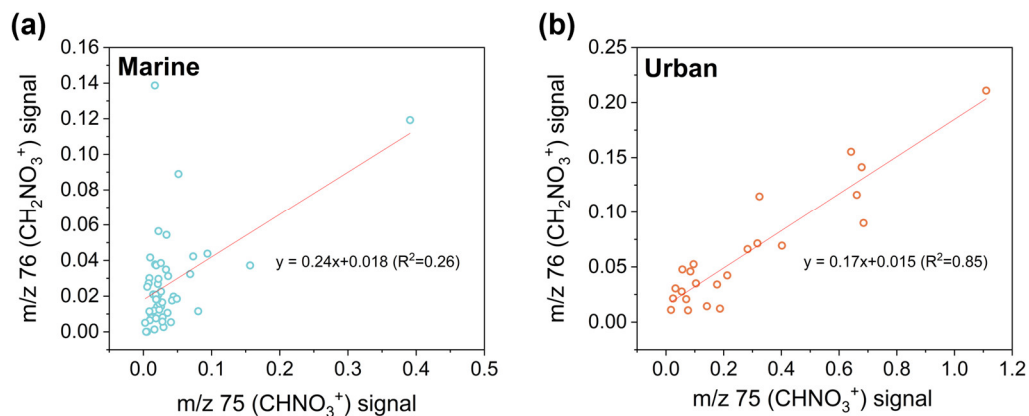 (a)
Marine
0.16
0.14
0.12
0.10
0.08
0.06
0.04
0.02
0.00
m/z 76 (CH₂NO₃⁺) signal
y = 0.24x+0.018 (R²=0.26)
0.0 0.1 0.2 0.3 0.4 0.5
m/z 75 (CHNO₃⁺) signal
(b)
Urban
0.25
0.20
0.15
0.10
0.05
0.00
m/z 76 (CH₂NO₃⁺) signal
y = 0.17x+0.015 (R²=0.85)
0.0 0.2 0.4 0.6 0.8 1.0 1.2
m/z 75 (CHNO₃⁺) signal